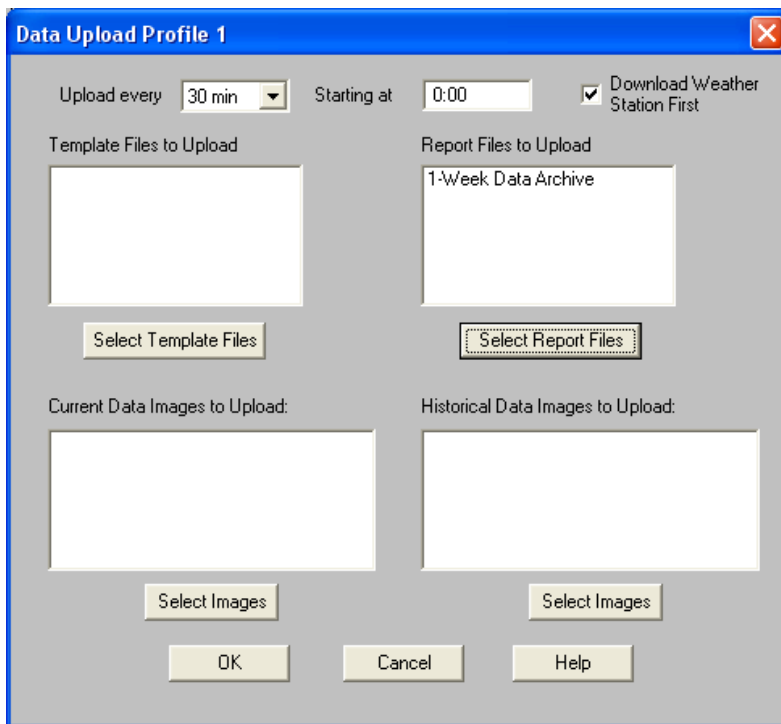 Data Upload Profile 1
Upload every 30 min Starting at 0:00 Download Weather
Station First
Template Files to Upload Report Files to Upload
1-Week Data Archive
Select Template Files Select Report Files
Current Data Images to Upload: Historical Data Images to Upload:
Select Images Select Images
OK Cancel Help